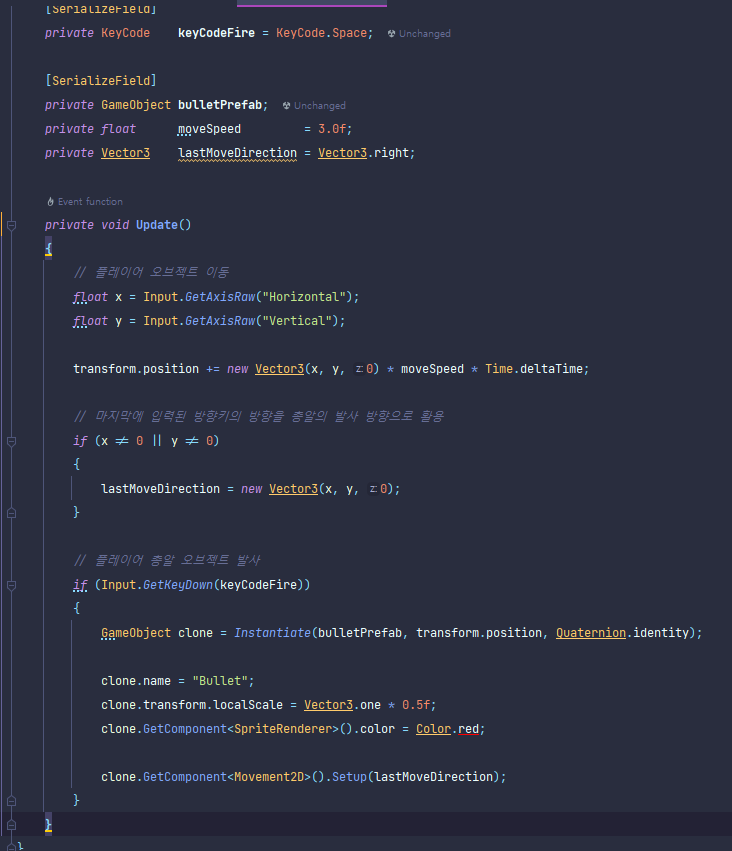 [SerializeField]
private KeyCode keyCodeFire = KeyCode.Space; Unchanged
[SerializeField]
private GameObject bulletPrefab; Unchanged
private float moveSpeed = 3.0f;
private Vector3 lastMoveDirection = Vector3.right;
Event function
private void Update()
{
// 플레이어 오브젝트 이동
float x = Input.GetAxisRaw("Horizontal");
float y = Input.GetAxisRaw("Vertical");
transform.position += new Vector3(x, y, z:0) * moveSpeed * Time.deltaTime;
// 마지막에 입력된 방향키의 방향을 총알의 발사 방향으로 활용
if (x ≠ 0 || y ≠ 0)
{
lastMoveDirection = new Vector3(x, y, z:0);
}
// 플레이어 총알 오브젝트 발사
if (Input.GetKeyDown(keyCodeFire))
{
GameObject clone = Instantiate(bulletPrefab, transform.position, Quaternion.identity);
clone.name = "Bullet";
clone.transform.localScale = Vector3.one * 0.5f;
clone.GetComponent<SpriteRenderer>().color = Color.red;
clone.GetComponent<Movement2D>().Setup(lastMoveDirection);
}
}
}